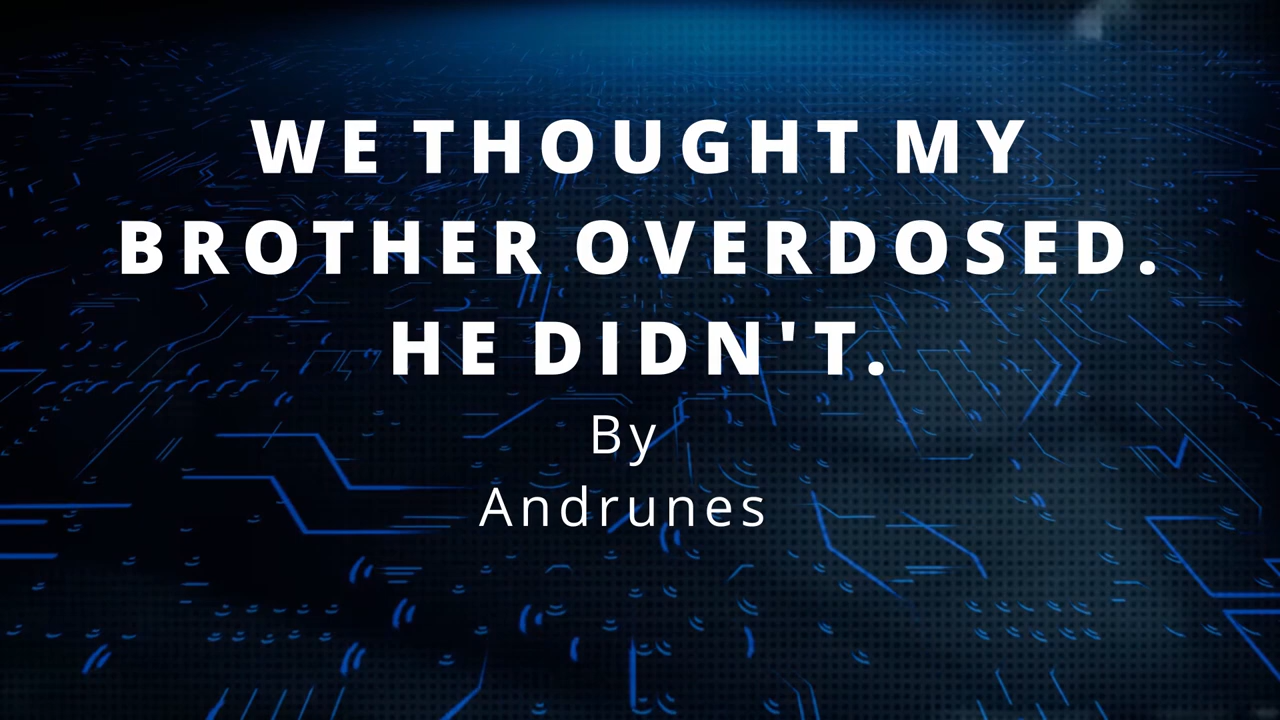 WE THOUGHT MY
BROTHER OVERDOSED.
HE DIDN'T.
By
Andrunes